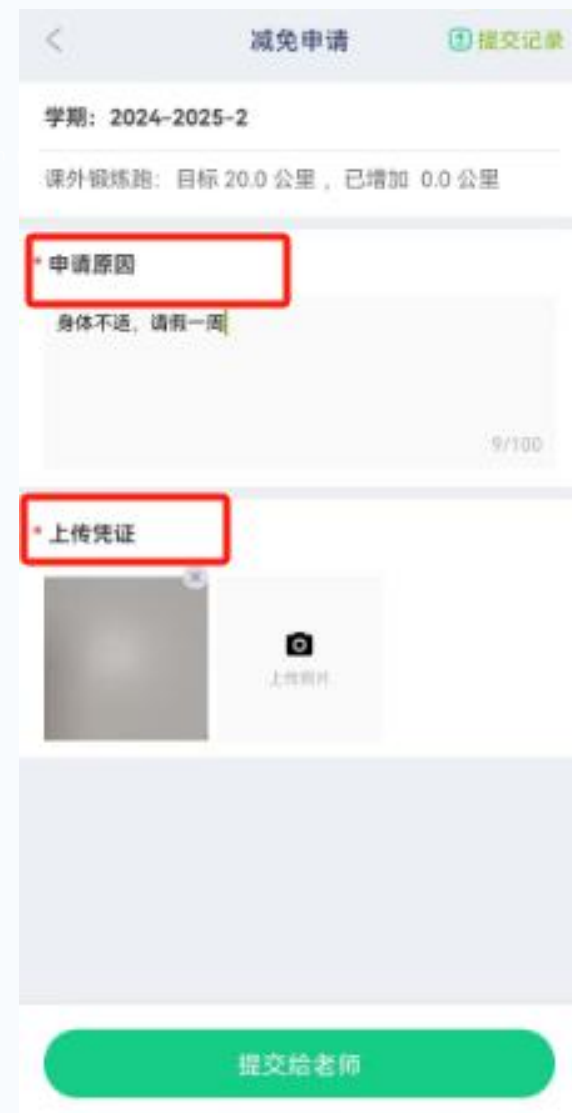 减免申请
提交记录
学期：2024-2025-2
课外锻炼跑：目标 20.0 公里，已增加 0.0 公里
* 申请原因
身体不适，请假一周
9/100
* 上传凭证
上传照片
提交给老师